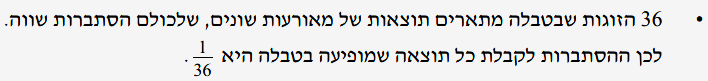 • 36 הזוגות שבטבלה מתארים תוצאות של מאורעות שונים, שלכולם הסתברות שווה.
לכן ההסתברות לקבלת כל תוצאה שמופיעה בטבלה היא 1/36.